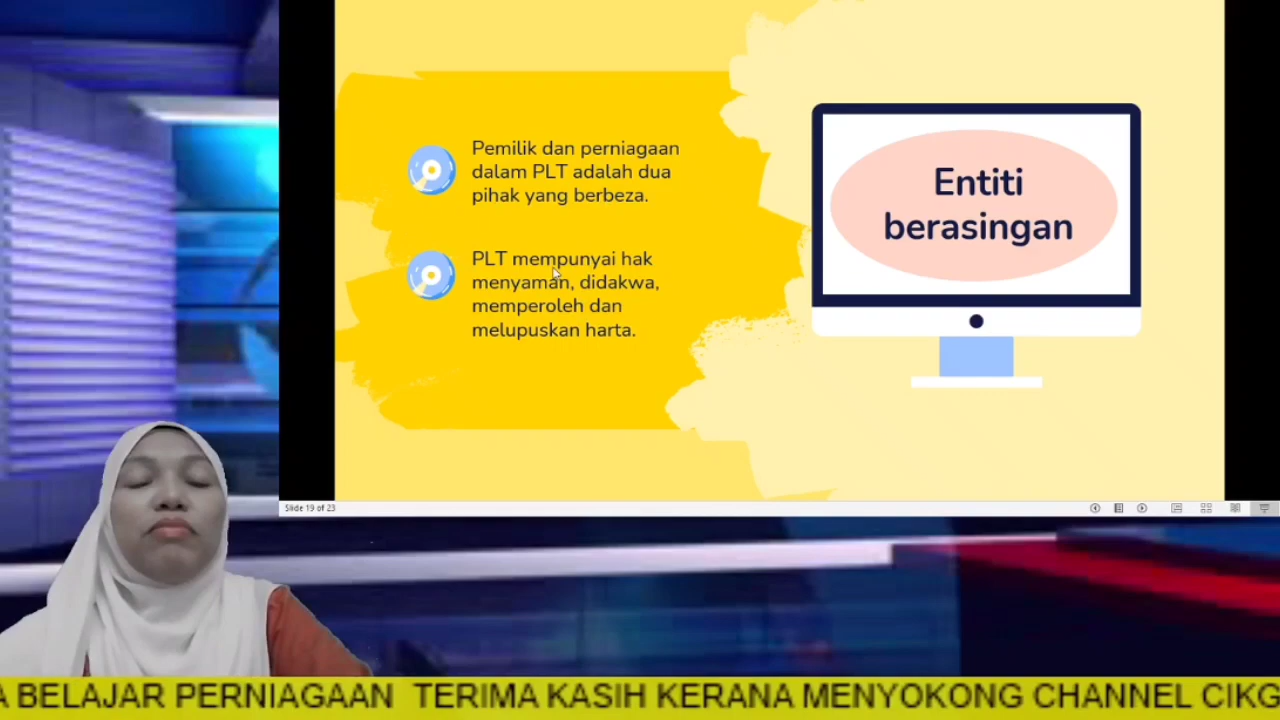 Pemilik dan perniagaan
dalam PLT adalah dua
pihak yang berbeza.
PLT mempunyai hak
menyaman, didakwa,
memperoleh dan
melupuskan harta.
Entiti
berasingan
Slide 19 of 23
A BELAJAR PERNIAGAAN TERIMA KASIH KERANA MENYOKONG CHANNEL CIKG